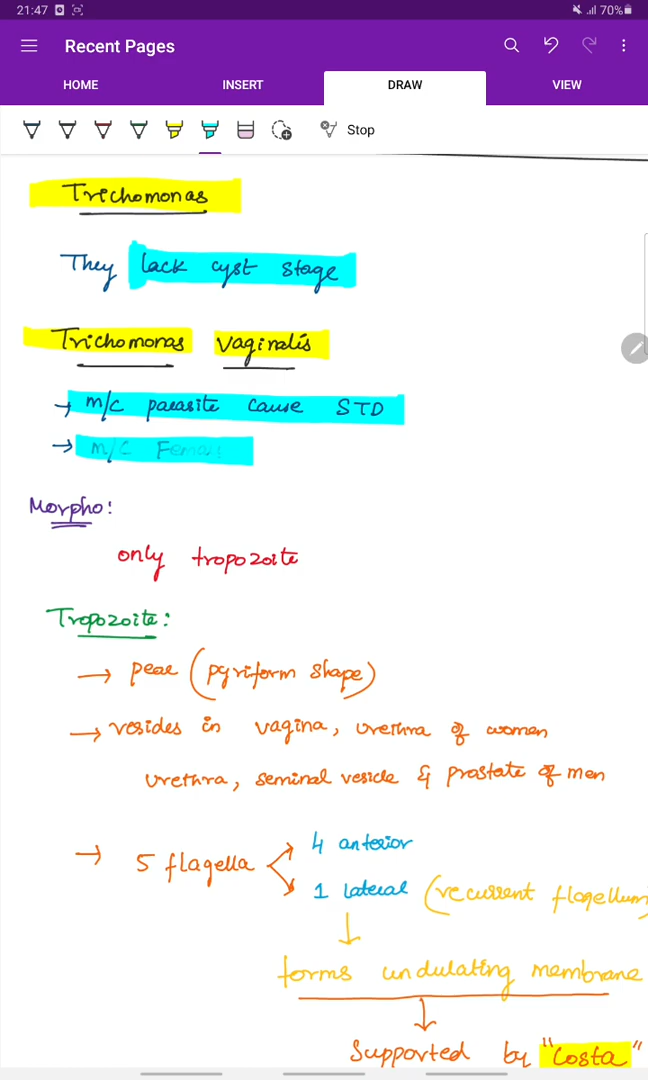 21:47 70%
Recent Pages
HOME INSERT DRAW VIEW
Stop
Trichomonas
They lack cyst stage
Trichomonas vaginalis
→ m/c parasite cause STD
→ m/c Female
Morpho:
only tropozoite
Tropozoite:
→ pear (pyriform shape)
→ resides in vagina, urethra of women
urethra, seminal vesicle & prostate of men
→ 5 flagella
4 anterior
1 lateral (recurrent flagellum)
forms undulating membrane
Supported by "costa"